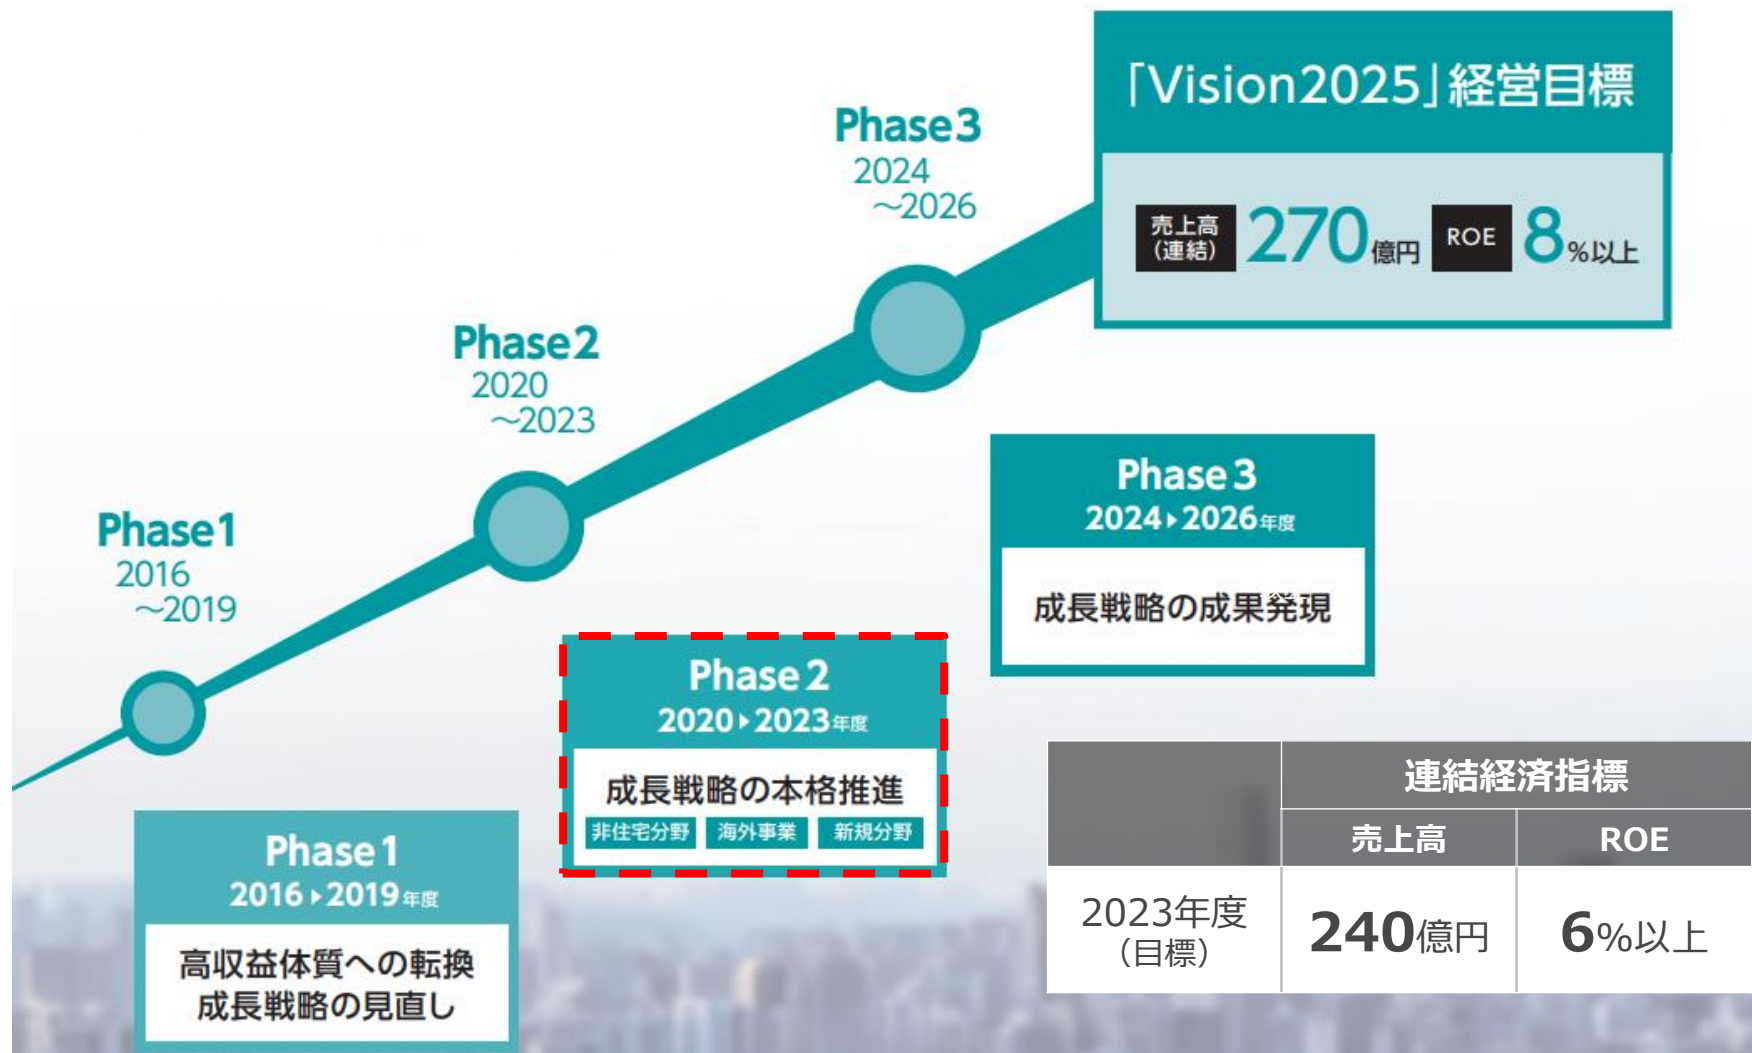 「Vision2025」経営目標
売上高
（連結）
270億円
ROE
8%以上
Phase3
2024
～2026
Phase2
2020
～2023
Phase1
2016
～2019
Phase3
2024▸2026年度
成長戦略の成果発現
Phase2
2020▸2023年度
成長戦略の本格推進
非住宅分野 海外事業 新規分野
Phase1
2016▸2019年度
高収益体質への転換
成長戦略の見直し
連結経済指標
売上高 ROE
2023年度
（目標）
240億円 6%以上